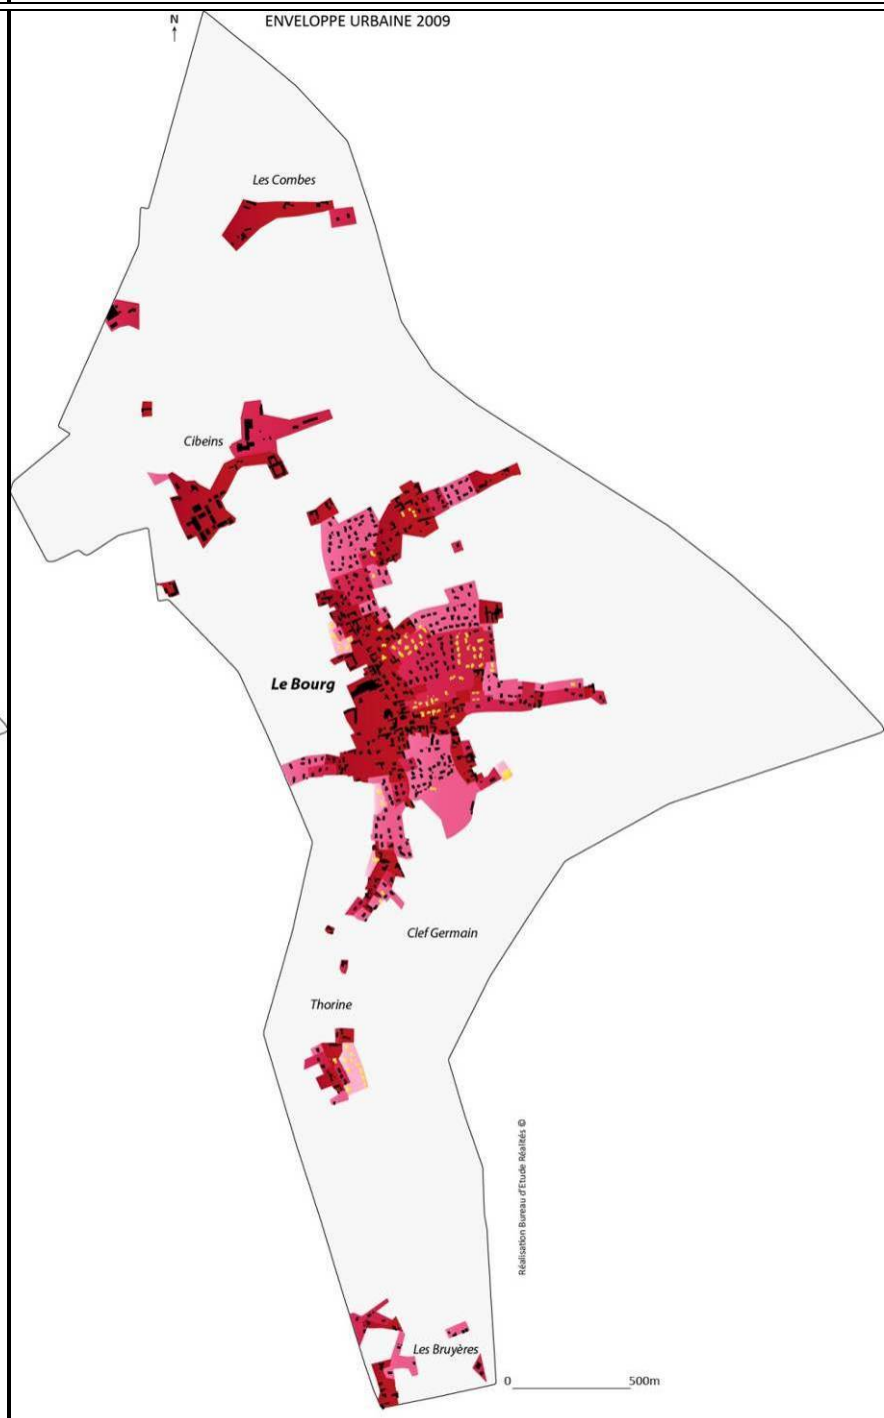 N
ENVELOPPE URBAINE 2009
Les Combes
Cibeins
Le Bourg
Clef Germain
Thorine
Réalisation Bureau d'Etude Réalités ©
Les Bruyères
0
500m